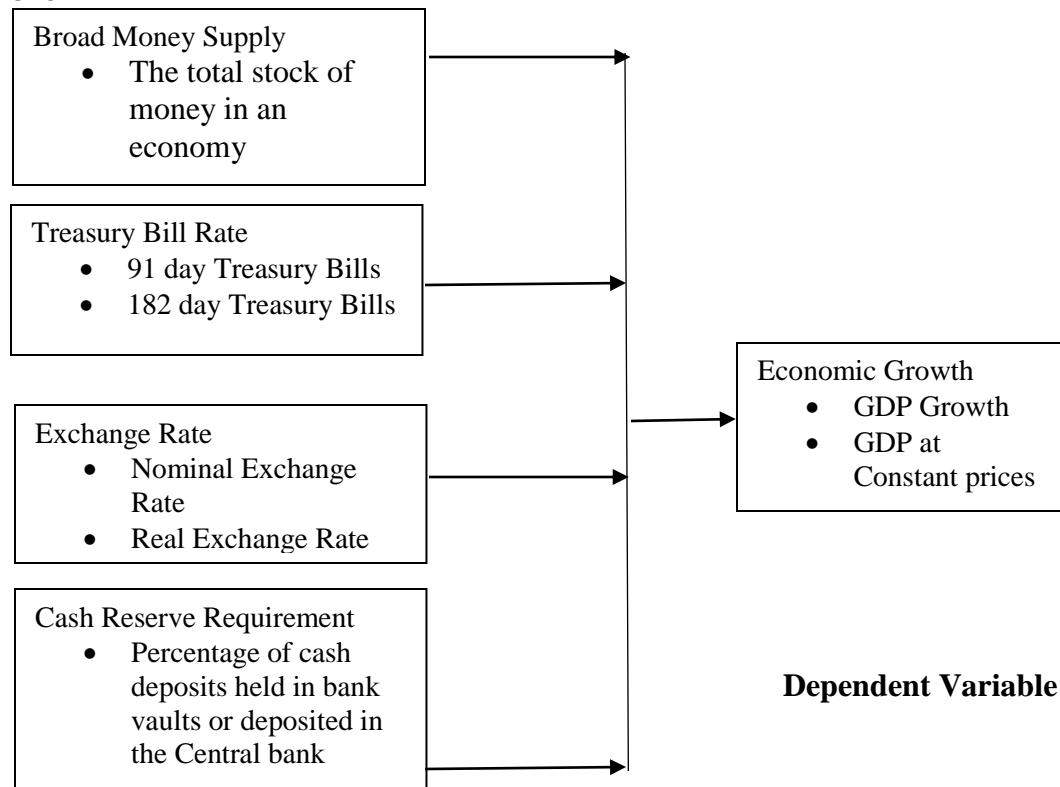 Broad Money Supply
• The total stock of
money in an
economy
Treasury Bill Rate
• 91 day Treasury Bills
• 182 day Treasury Bills
Exchange Rate
• Nominal Exchange
Rate
• Real Exchange Rate
Cash Reserve Requirement
• Percentage of cash
deposits held in bank
vaults or deposited in
the Central bank
Economic Growth
• GDP Growth
• GDP at
Constant prices
Dependent Variable